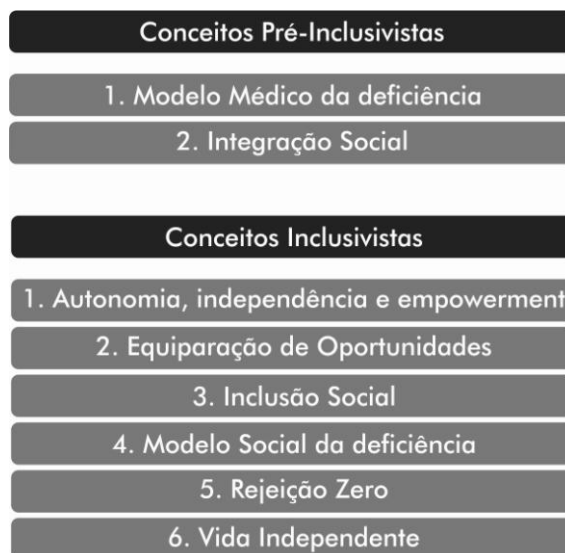 Conceitos Pré-Inclusivistas
1. Modelo Médico da deficiência
2. Integração Social
Conceitos Inclusivistas
1. Autonomia, independência e empowerment
2. Equiparação de Oportunidades
3. Inclusão Social
4. Modelo Social da deficiência
5. Rejeição Zero
6. Vida Independente